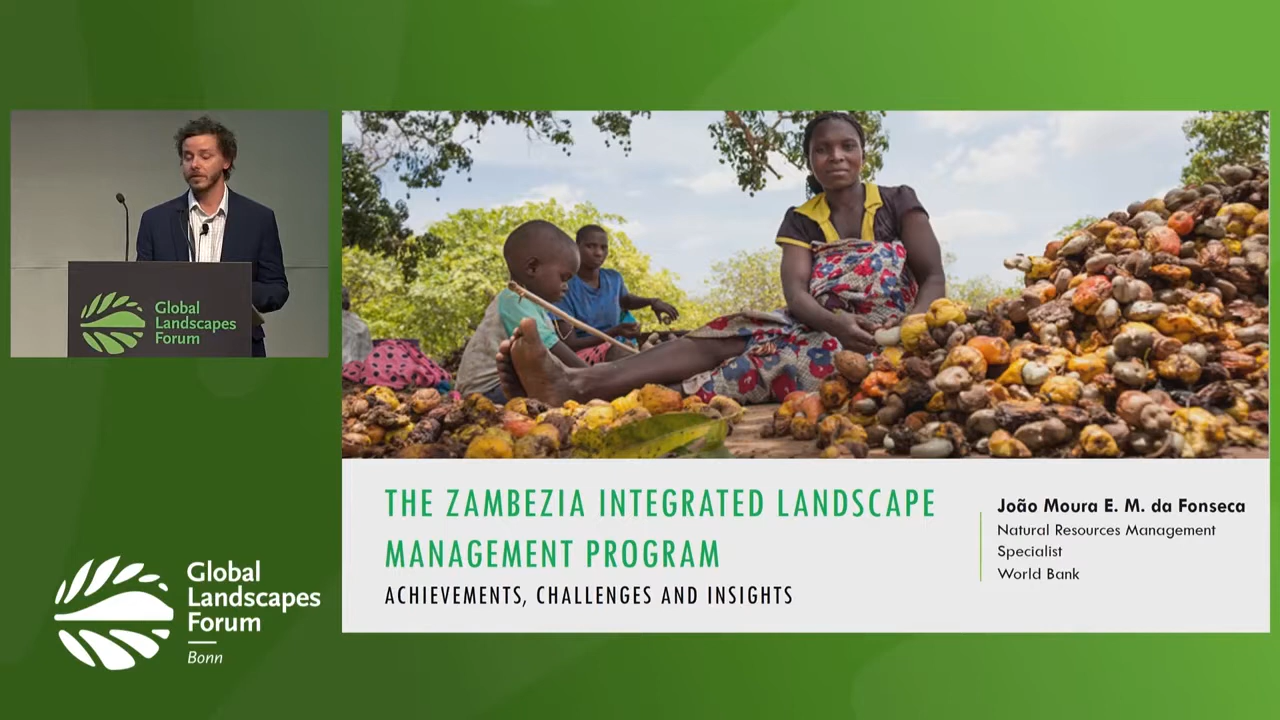 Global
Landscapes
Forum
THE ZAMBEZIA INTEGRATED LANDSCAPE
MANAGEMENT PROGRAM
ACHIEVEMENTS, CHALLENGES AND INSIGHTS
João Moura E. M. da Fonseca
Natural Resources Management
Specialist
World Bank
Global
Landscapes
Forum
Bonn